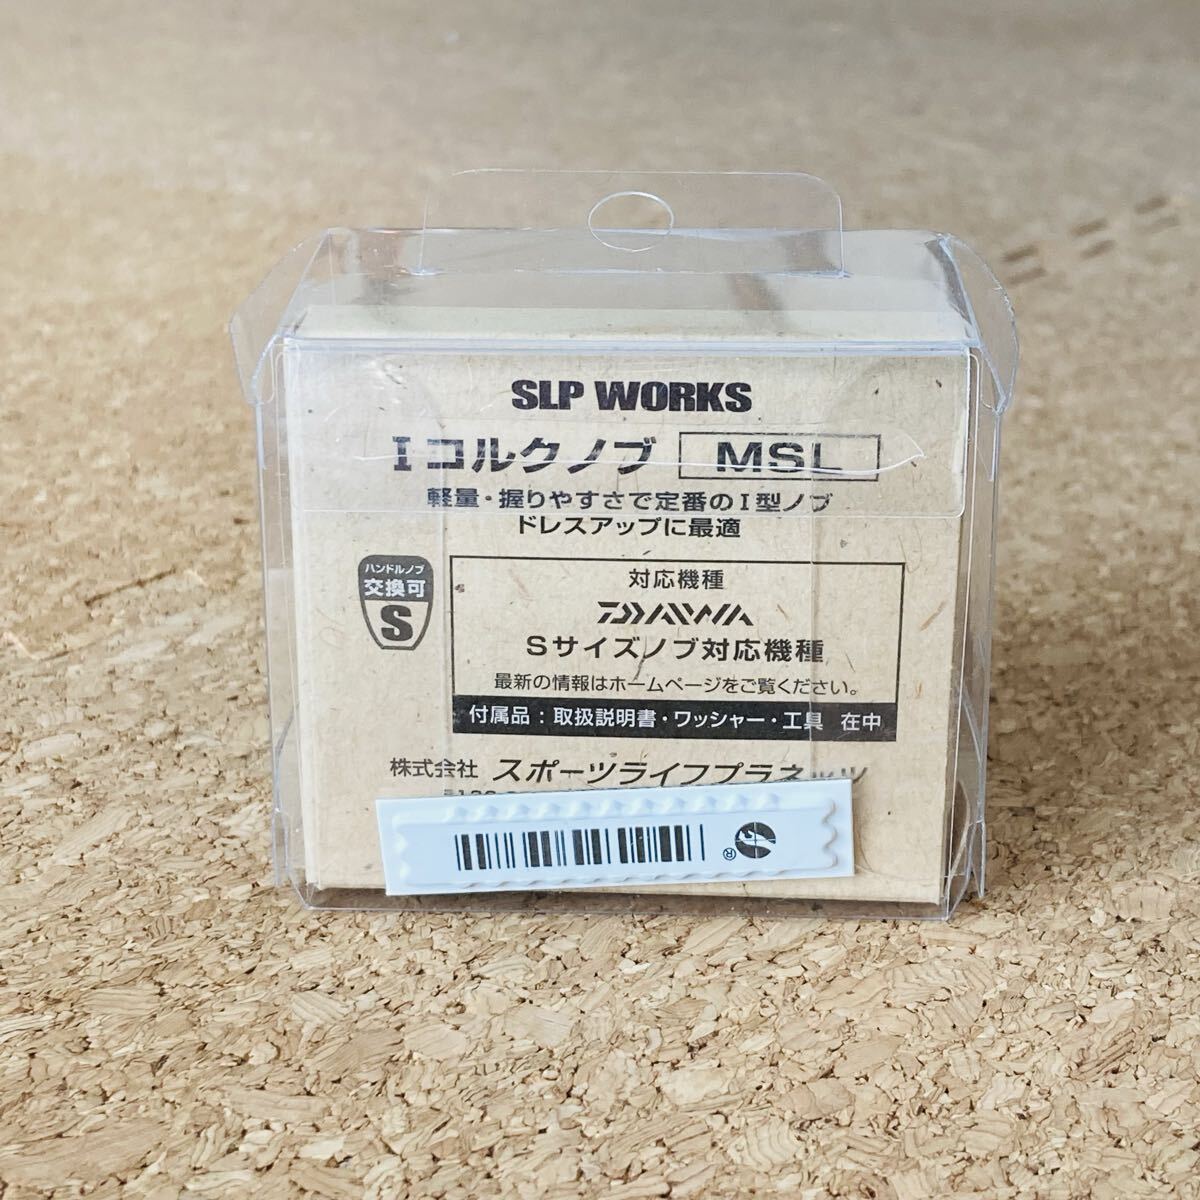 SLP WORKS
Iコルクノブ MSL
軽量・握りやすさで定番のI型ノブ
ドレスアップに最適
ハンドルノブ
交換可
S
対応機種
DAIWA
Sサイズノブ対応機種
最新の情報はホームページをご覧ください。
付属品：取扱説明書・ワッシャー・工具 在中
株式会社 スポーツライフプラネッツ
®